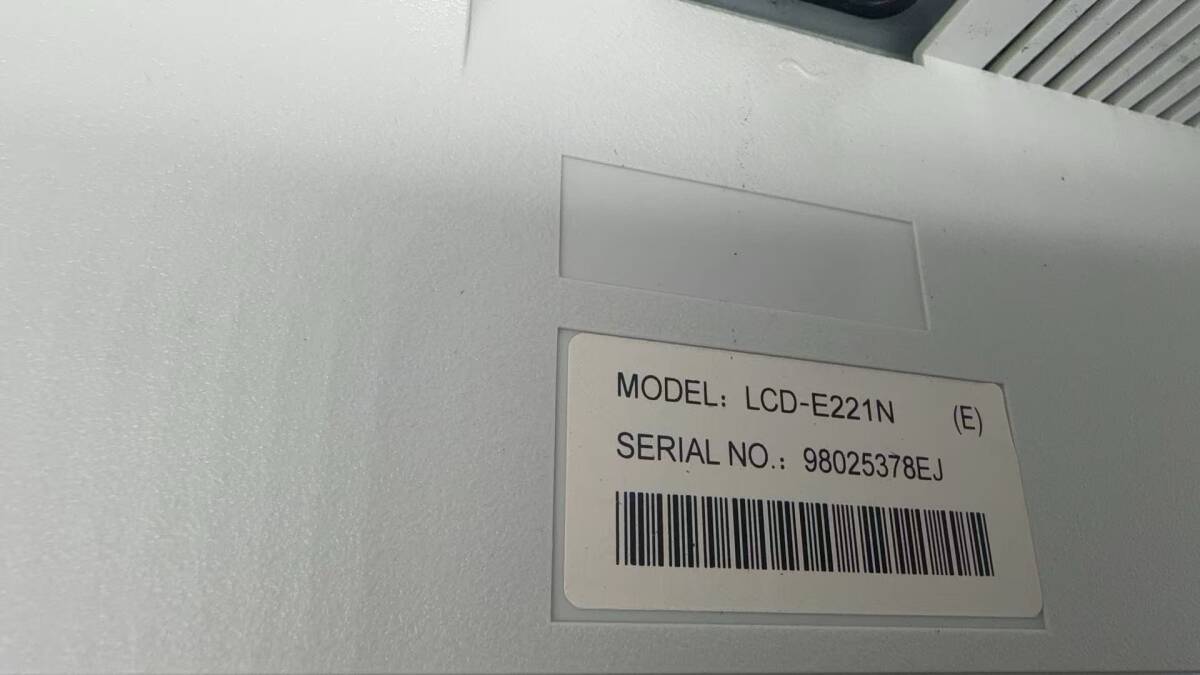 MODEL: LCD-E221N (E)
SERIAL NO.: 98025378EJ